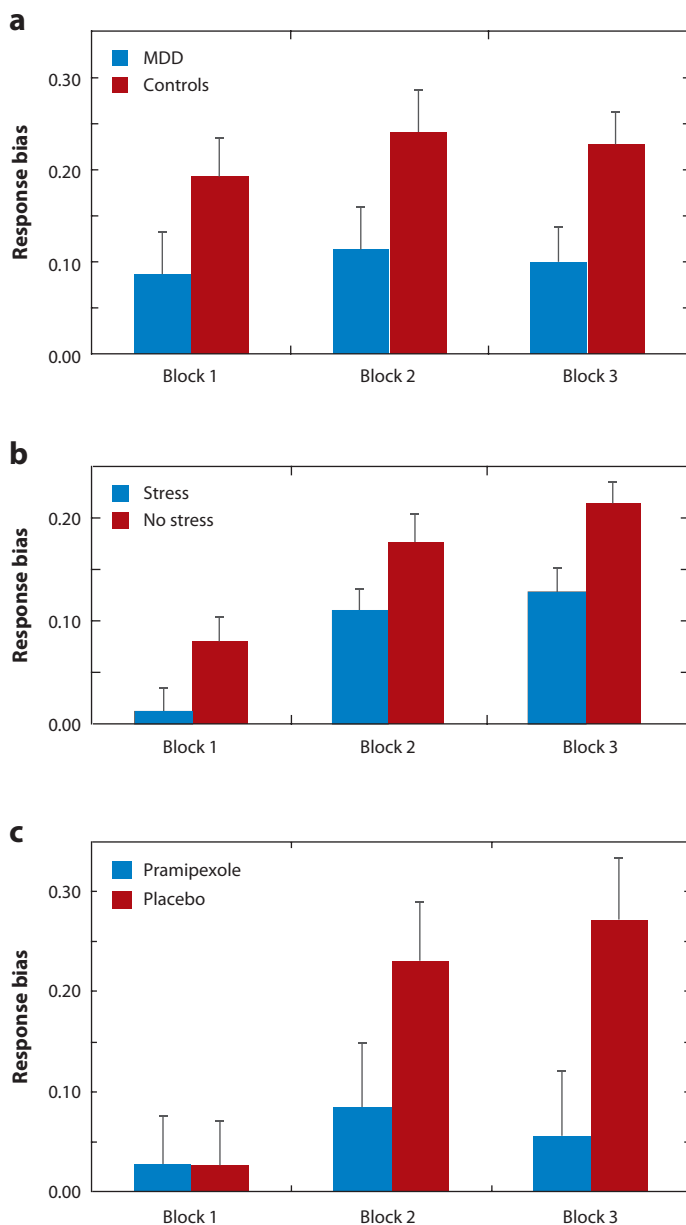 a
MDD
Controls
Response bias
0.30
0.20
0.10
0.00
Block 1 Block 2 Block 3
b
Stress
No stress
Response bias
0.20
0.10
0.00
Block 1 Block 2 Block 3
c
Pramipexole
Placebo
Response bias
0.30
0.20
0.10
0.00
Block 1 Block 2 Block 3